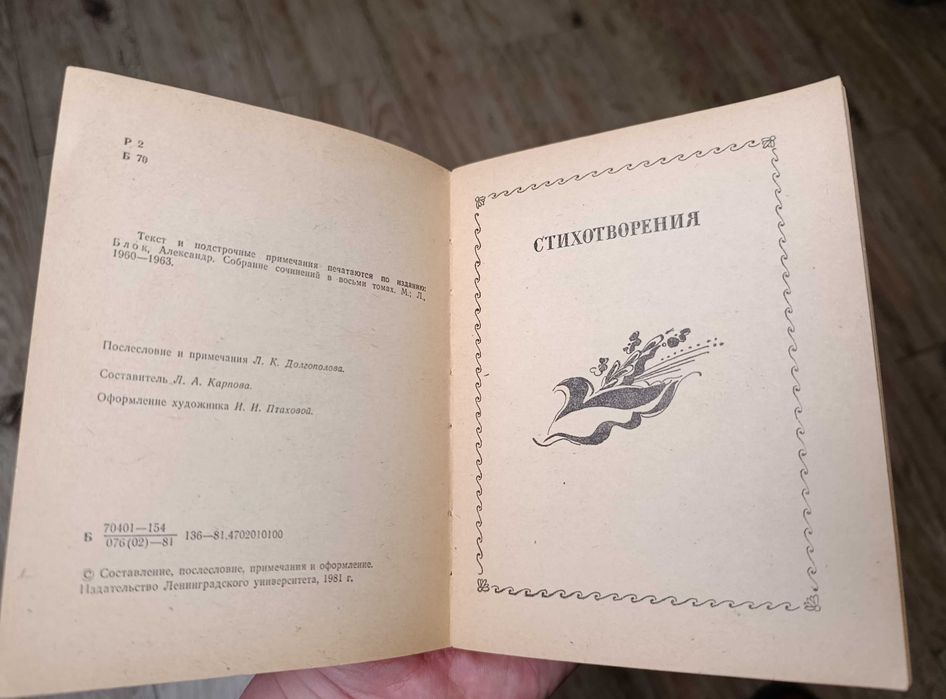 Р 2
Б 70
Текст и подстрочные примечания печатаются по изданию:
Блок, Александр. Собрание сочинений в восьми томах. М.; Л.,
1960—1963.
Послесловие и примечания Л. К. Долгополова.
Составитель Л. А. Карпова.
Оформление художника И. И. Птаховой.
Б 70401—154
076(02)—81 136—81.4702010100
© Составление, послесловие, примечания и оформление.
Издательство Ленинградского университета, 1981 г.
СТИХОТВОРЕНИЯ